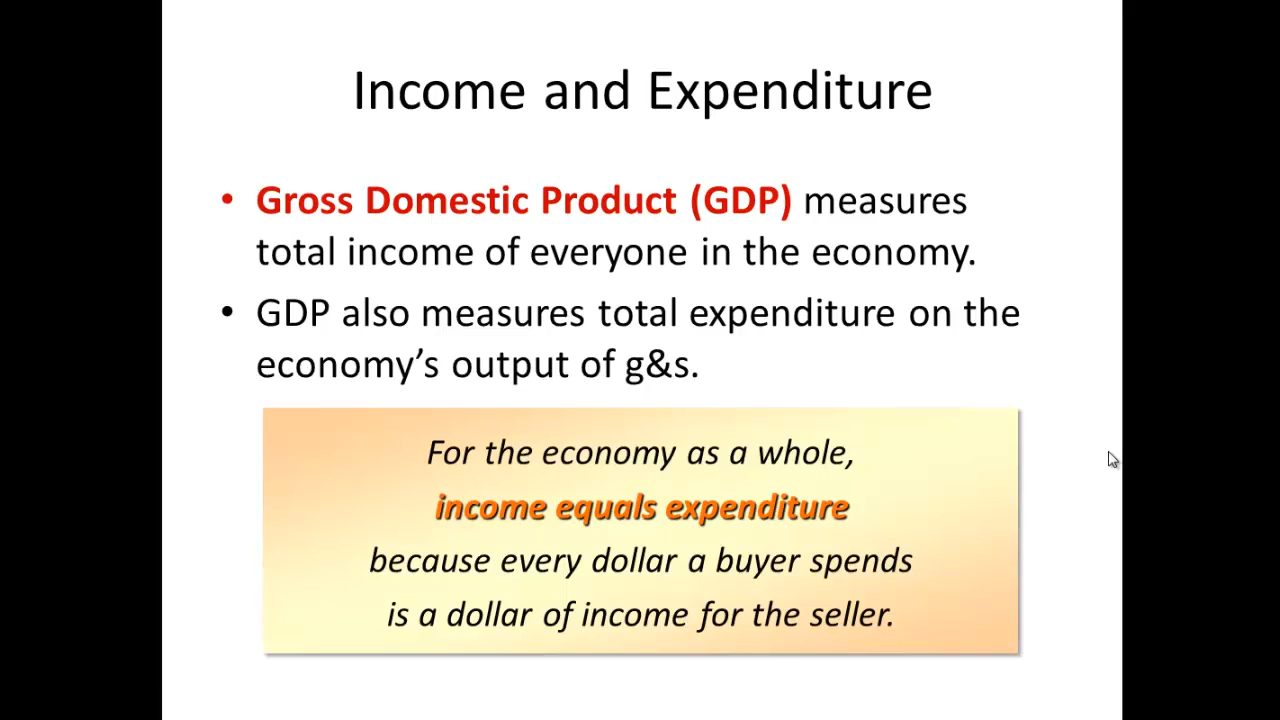 Income and Expenditure
• Gross Domestic Product (GDP) measures
total income of everyone in the economy.
• GDP also measures total expenditure on the
economy’s output of g&s.
For the economy as a whole,
income equals expenditure
because every dollar a buyer spends
is a dollar of income for the seller.